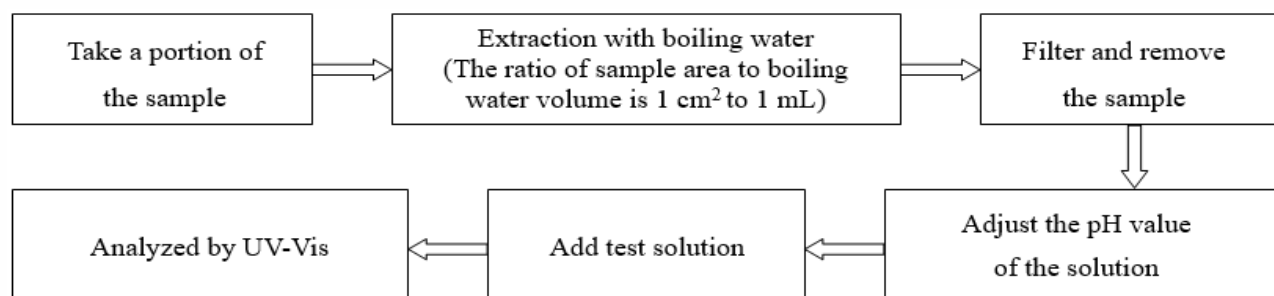 Take a portion of
the sample
Extraction with boiling water
(The ratio of sample area to boiling
water volume is 1 cm² to 1 mL)
Filter and remove
the sample
Adjust the pH value
of the solution
Add test solution
Analyzed by UV-Vis